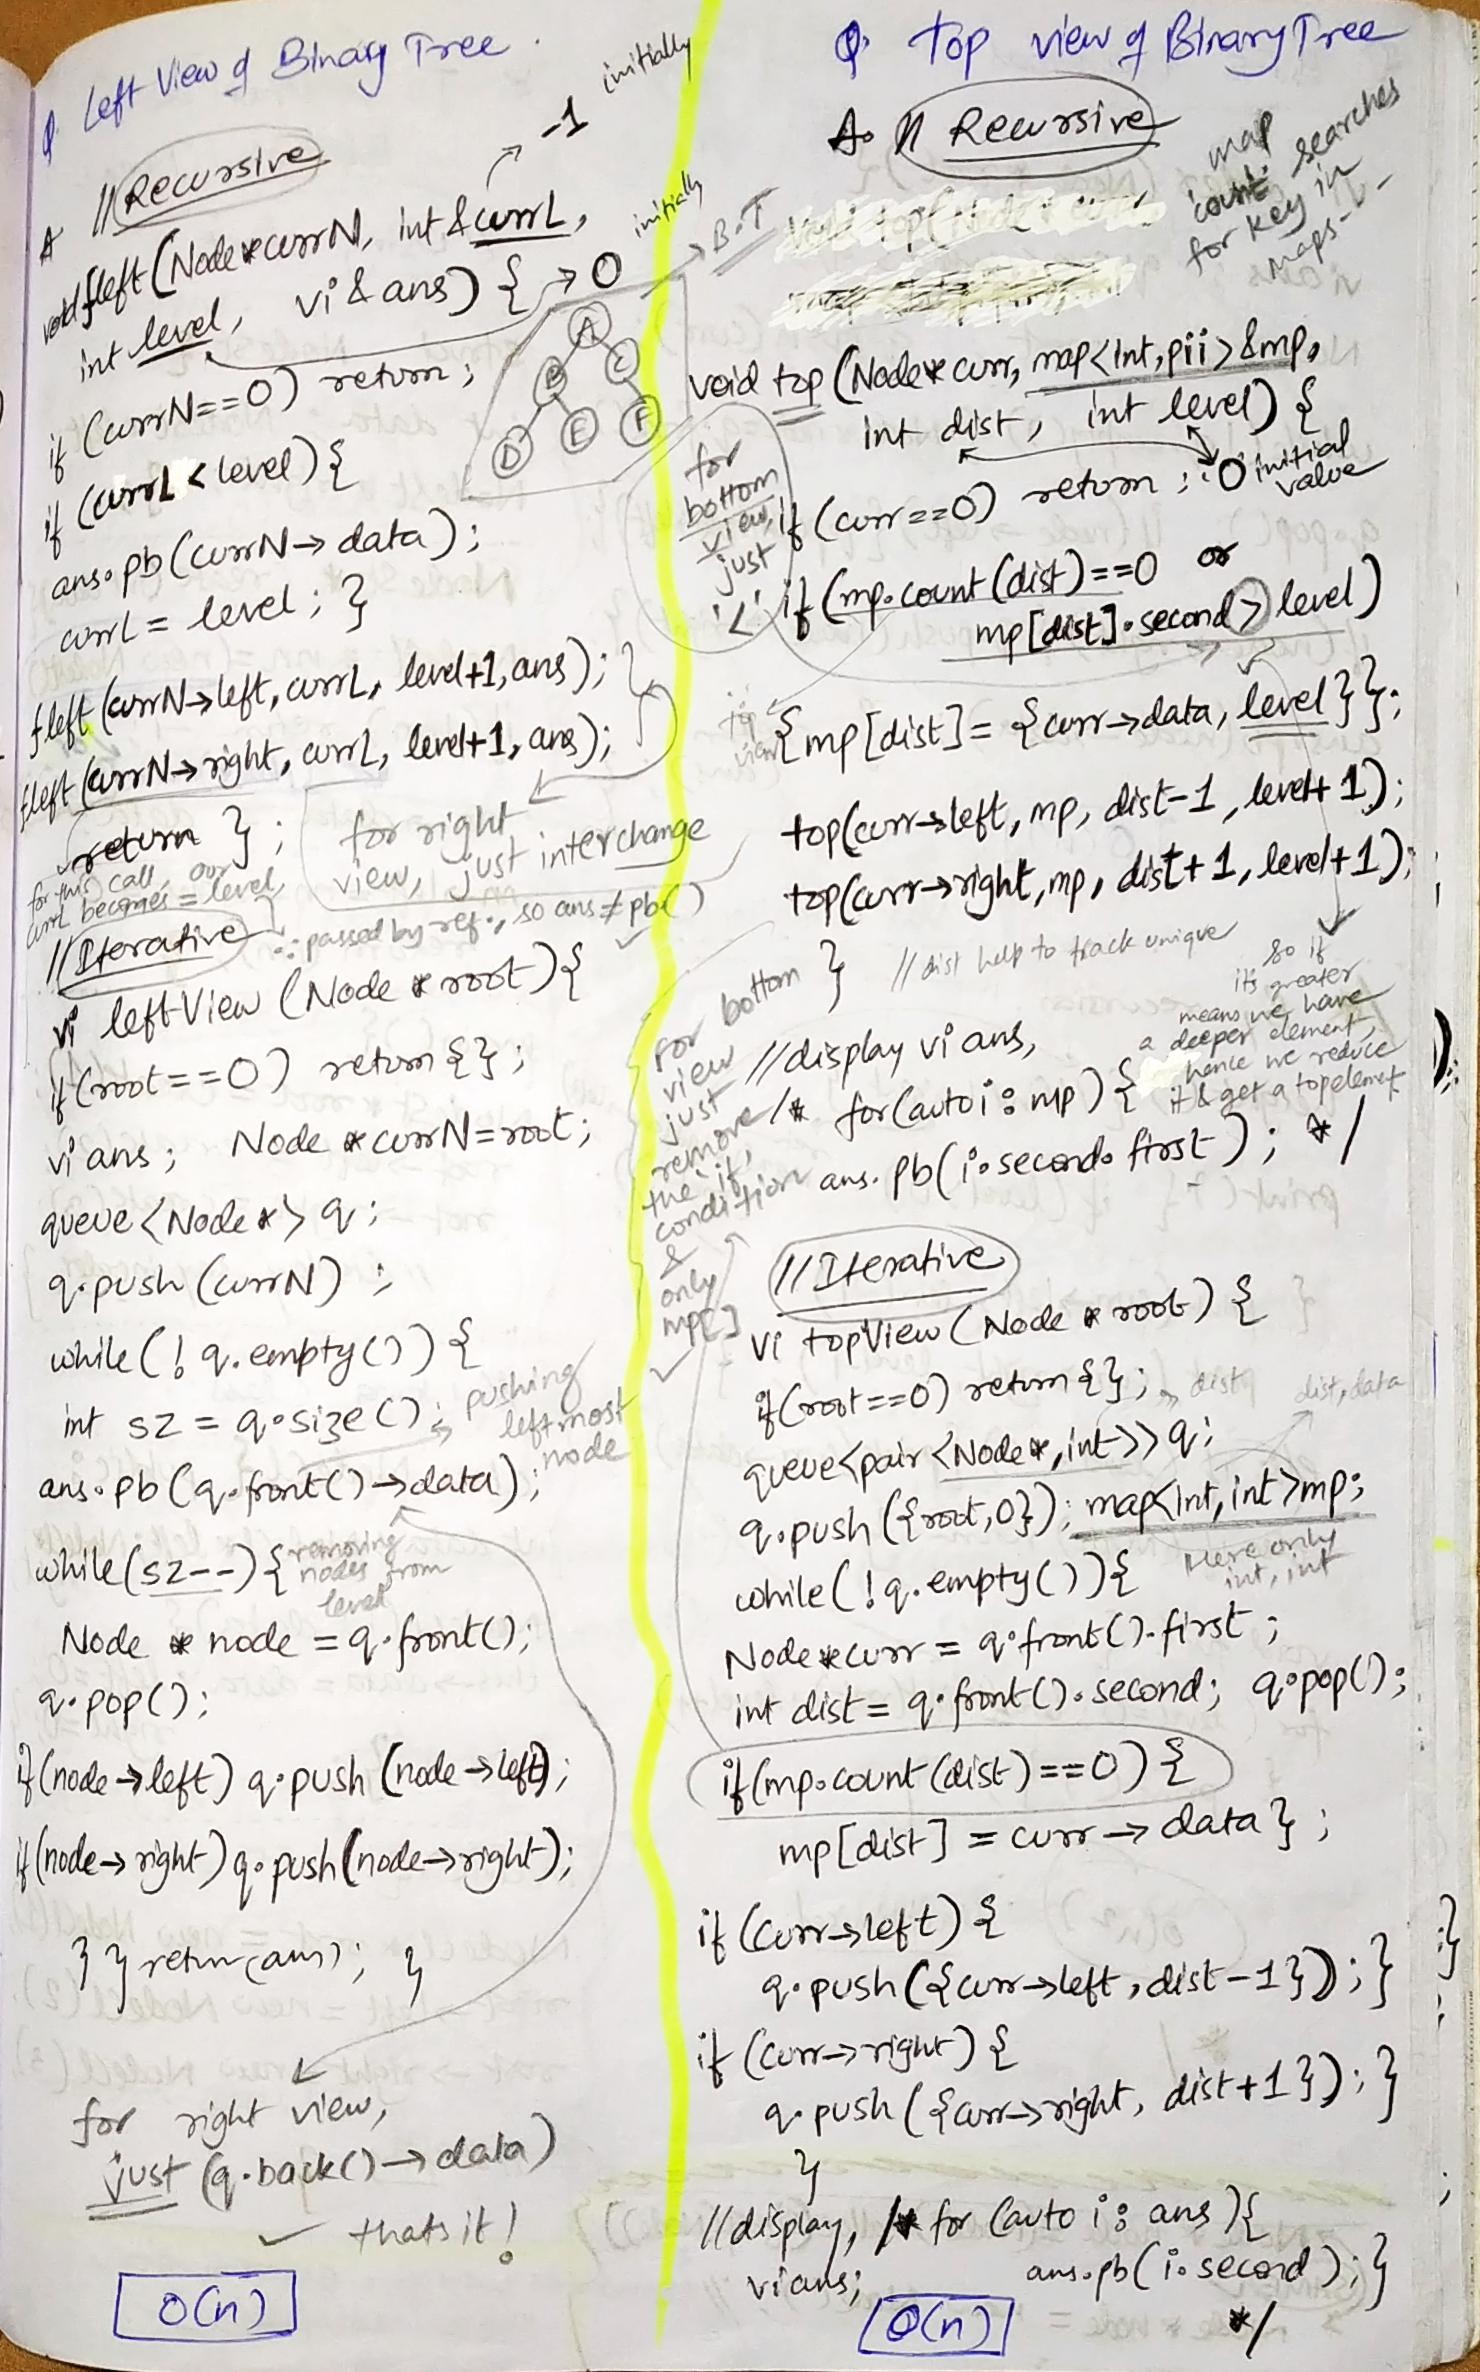 Q. Left View of Binary Tree.
A //Recursive
-1 initially
void fleft(Node*currN, int &currL,
int level, vi & ans) { → 0 initially
→ B.T
A
B C
D E F
if (currN==0) return;
if (currL < level) {
ans.pb(currN→data);
currL = level; }
fleft(currN→left, currL, level+1, ans); }
fleft(currN→right, currL, level+1, ans);
return };
for right
view, just interchange
for this call, our
currL becomes = level,
∴ passed by ref., so ans ≠ pb()
//Iterative
vi leftView (Node * root) {
if(root==0) return {};
vi ans; Node *currN=root;
queue <Node*> q;
q.push (currN) ;
while(! q.empty()) {
int sz = q.size();
pushing
leftmost
node
ans.pb(q.front()→data);
while(sz--) {
removing
nodes from
level
Node * node = q.front();
q.pop();
if(node→left) q.push (node→left);
if(node→right) q.push(node→right);
} } return(ans); }
for right view,
just (q.back()→data)
✓ thats it!
O(n)
Q. Top view of Binary Tree
A. // Recursive
map
count: searches
for key in
maps--
void top (Node* curr, map<int,pii> &mp,
int dist, int level) {
0 initial
value
if (curr==0) return ;
for
bottom
view,
just
'<'
if (mp.count(dist)==0 or
mp[dist].second > level)
top
view
{mp[dist]= {curr→data, level}};
top(curr→left, mp, dist-1, level+1);
top(curr→right, mp, dist+1, level+1);
} //dist help to track unique
so if
its greater
means we have
a deeper element,
hence we reduce
it & get a top elemet
//display vi ans,
/* for(auto i: mp) {
ans.pb(i.second.first); */
for bottom
view
just
remove
the 'if'
condition
&
only
mp[]
//Iterative
vi topView (Node * root) {
if(root==0) return {};
dist
dist, data
queue<pair<Node*,int>> q;
q.push ({root,0}); map<int,int>mp;
Here only
int, int
while(! q.empty()){
Node*curr = q.front().first ;
int dist = q.front().second; q.pop();
if(mp.count(dist)==0) {
mp[dist] = curr→data } ;
if (curr→left) {
q.push({curr→left, dist-1}); }
if (curr→right) {
q.push({curr→right, dist+1}); }
}
//display, /* for (auto i: ans){
vi ans; ans.pb(i.second); }
*/
O(n)